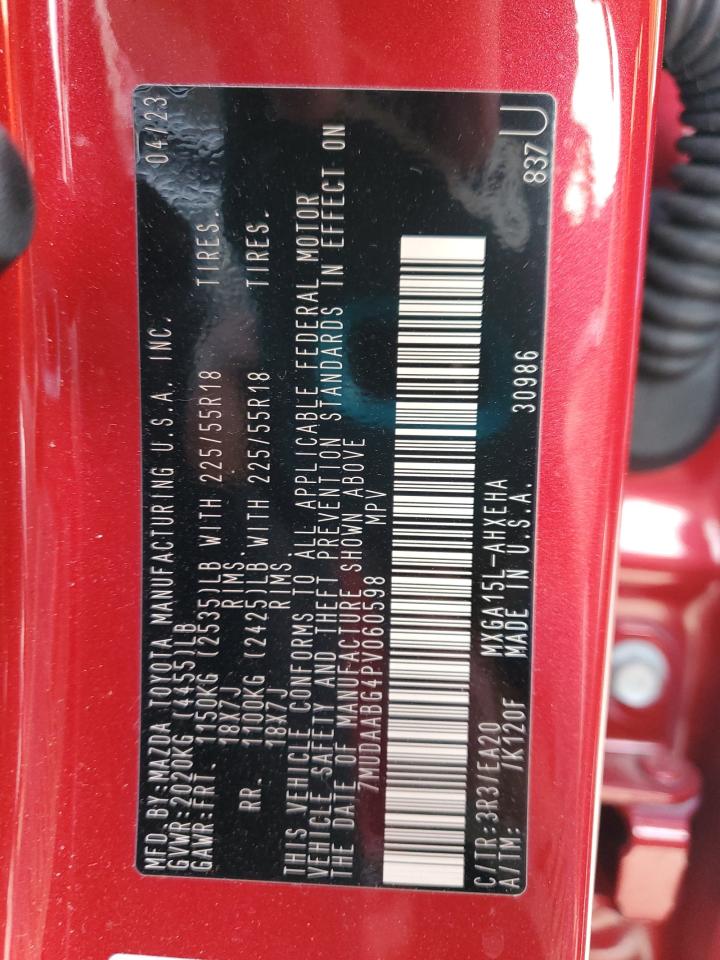 MFD.BY:MAZDA TOYOTA MANUFACTURING U.S.A. INC. 04/23
GVWR:2020KG (4455)LB
GAWR:FRT. 1150KG (2535)LB WITH 225/55R18 TIRES.
18X7J RIMS.
RR. 1100KG (2425)LB WITH 225/55R18 TIRES.
18X7J RIMS.
THIS VEHICLE CONFORMS TO ALL APPLICABLE FEDERAL MOTOR
VEHICLE SAFETY AND THEFT PREVENTION STANDARDS IN EFFECT ON
THE DATE OF MANUFACTURE SHOWN ABOVE
7MUDAABG4PV060598 MPV
C/TR:3R3/EA20 MXGA15L-AHXEHA
A/TM: /K120F MADE IN U.S.A. 30986 837 U